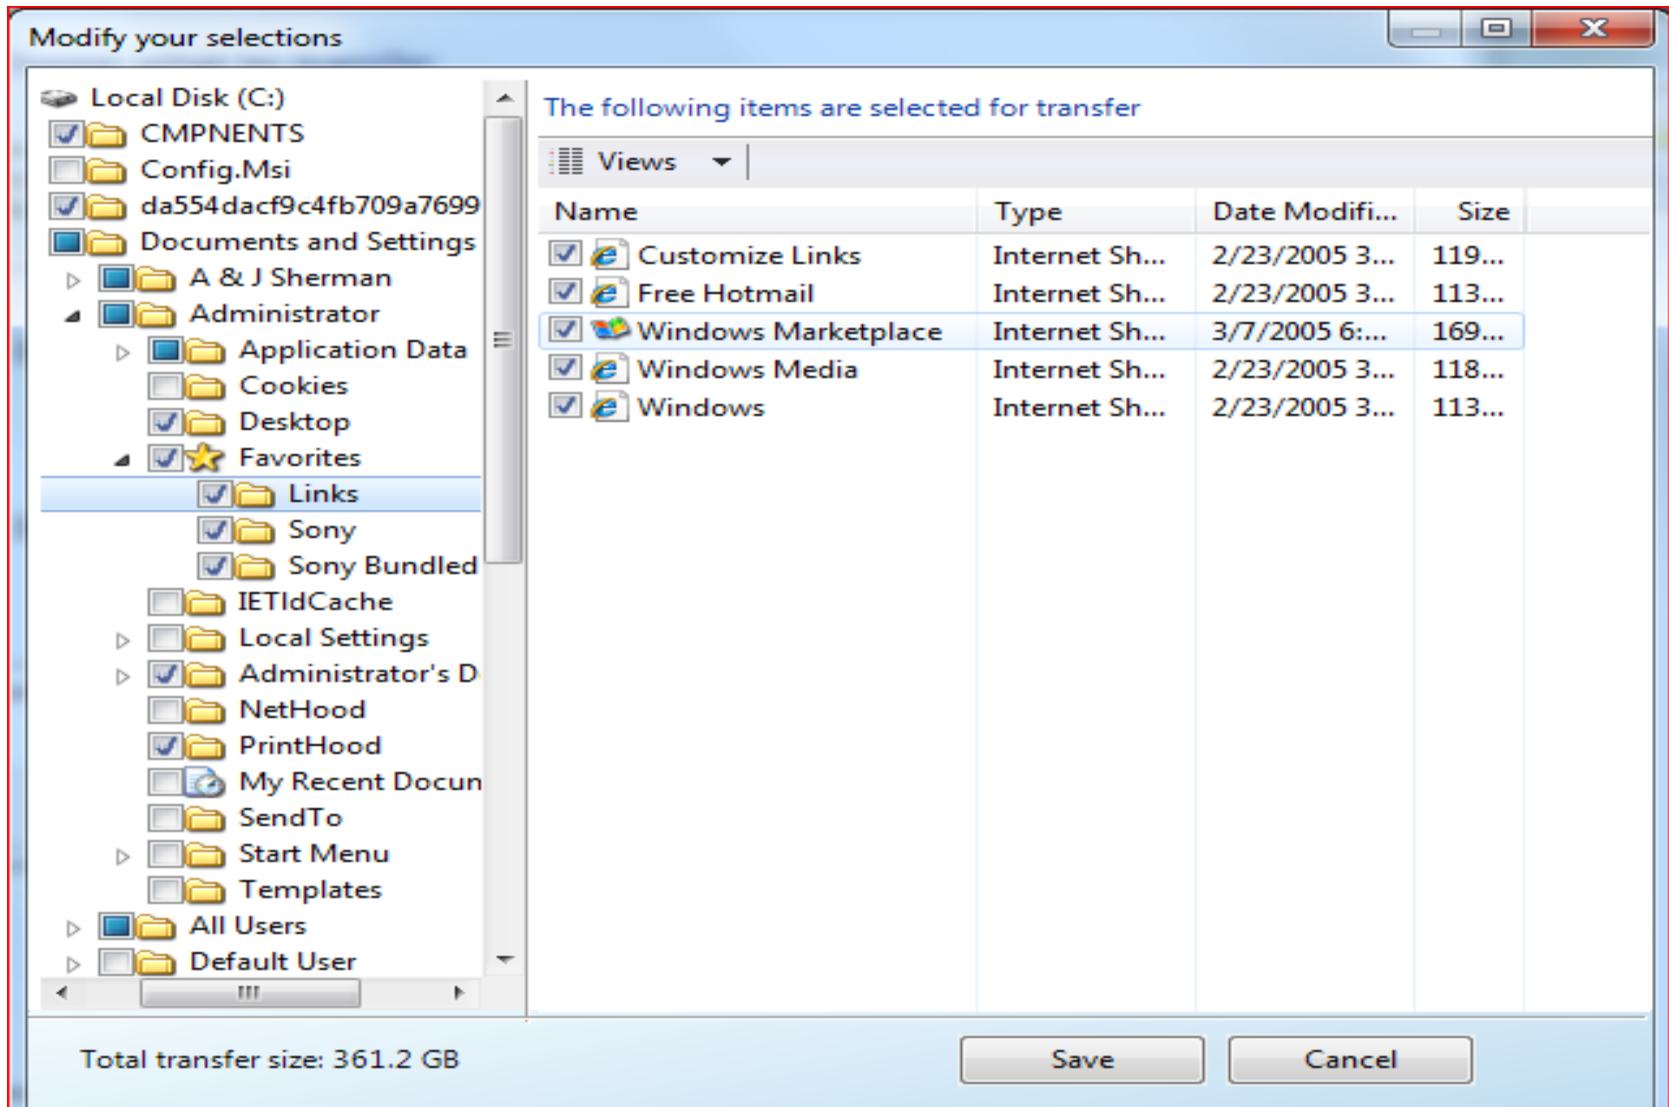 Modify your selections
Local Disk (C:)
CMPNENTS
Config.Msi
da554dacf9c4fb709a7699
Documents and Settings
A & J Sherman
Administrator
Application Data
Cookies
Desktop
Favorites
Links
Sony
Sony Bundled
IETldCache
Local Settings
Administrator's D
NetHood
PrintHood
My Recent Docum
SendTo
Start Menu
Templates
All Users
Default User
The following items are selected for transfer
Views
Name Type Date Modifi... Size
Customize Links Internet Sh... 2/23/2005 3... 119...
Free Hotmail Internet Sh... 2/23/2005 3... 113...
Windows Marketplace Internet Sh... 3/7/2005 6:... 169...
Windows Media Internet Sh... 2/23/2005 3... 118...
Windows Internet Sh... 2/23/2005 3... 113...
Total transfer size: 361.2 GB
Save Cancel